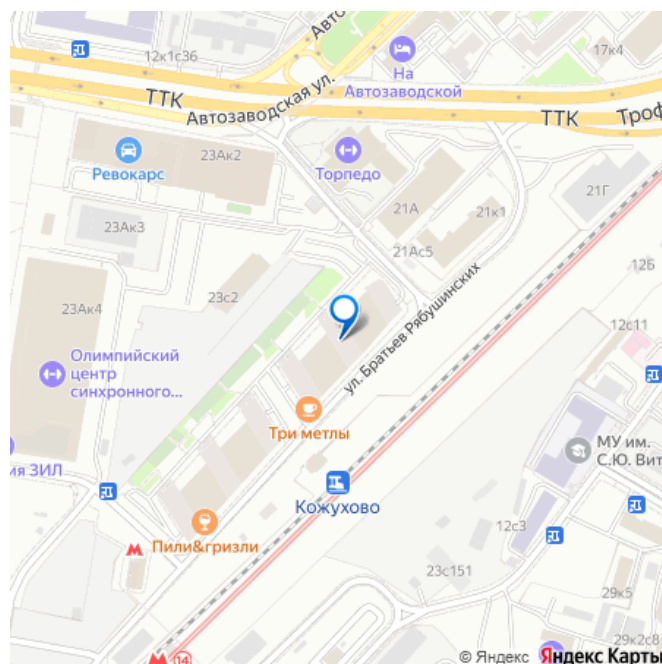 Авто
12к1с36
17к4
На
Автозаводской
ТТК
Автозаводская ул.
ТТК
Троф
23Ак2
Ревокарс
Торпедо
21Г
21А
21к1
23Ак3
21Ас5
12Б
23с2
23Ак4
ул. Братьев Рябушинских
12с11
Олимпийский
центр
синхронного...
Три метлы
МУ им.
С.Ю. Вит
ия ЗИЛ
Кожухово
12с3
Пили&гризли
23с151
29к5
29к2с8
14
© Яндекс Яндекс Карты